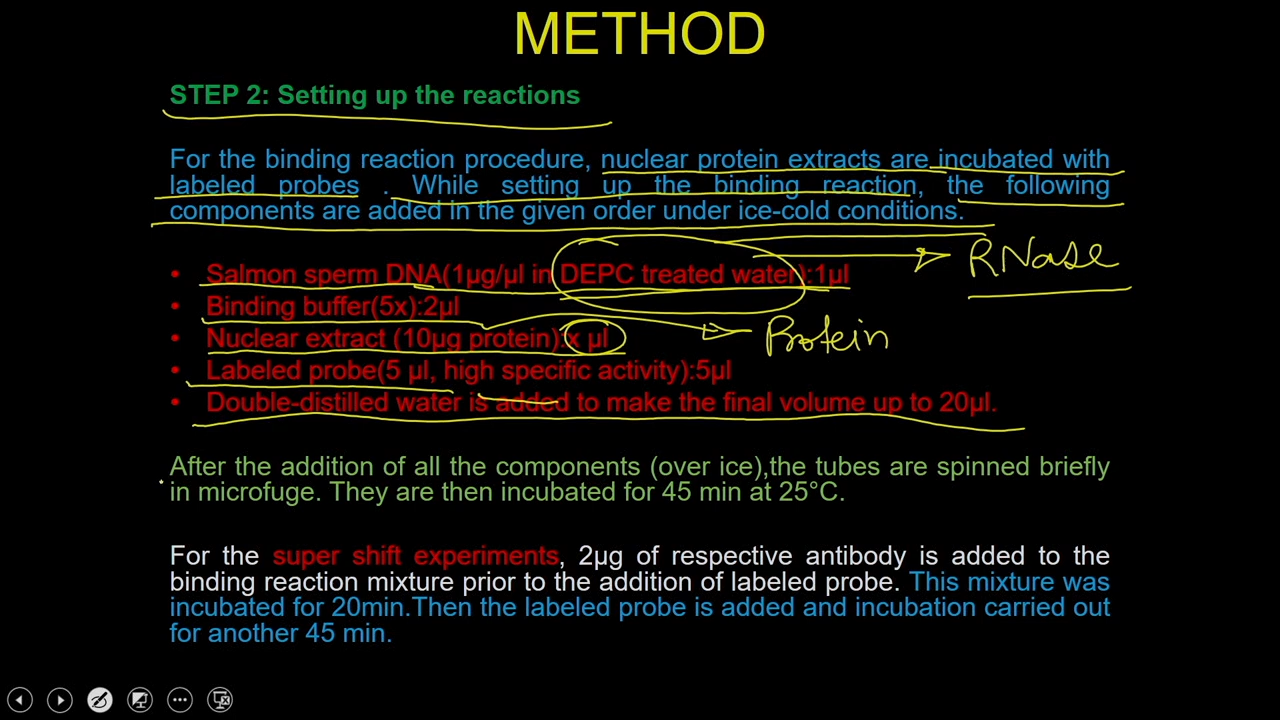 METHOD
STEP 2: Setting up the reactions
For the binding reaction procedure, nuclear protein extracts are incubated with
labeled probes . While setting up the binding reaction, the following
components are added in the given order under ice-cold conditions.
• Salmon sperm DNA(1µg/µl in DEPC treated water):1µl
RNase
• Binding buffer(5x):2µl
• Nuclear extract (10µg protein):x µl
Protein
• Labeled probe(5 µl, high specific activity):5µl
• Double-distilled water is added to make the final volume up to 20µl.
After the addition of all the components (over ice),the tubes are spinned briefly
in microfuge. They are then incubated for 45 min at 25°C.
For the super shift experiments, 2µg of respective antibody is added to the
binding reaction mixture prior to the addition of labeled probe. This mixture was
incubated for 20min.Then the labeled probe is added and incubation carried out
for another 45 min.